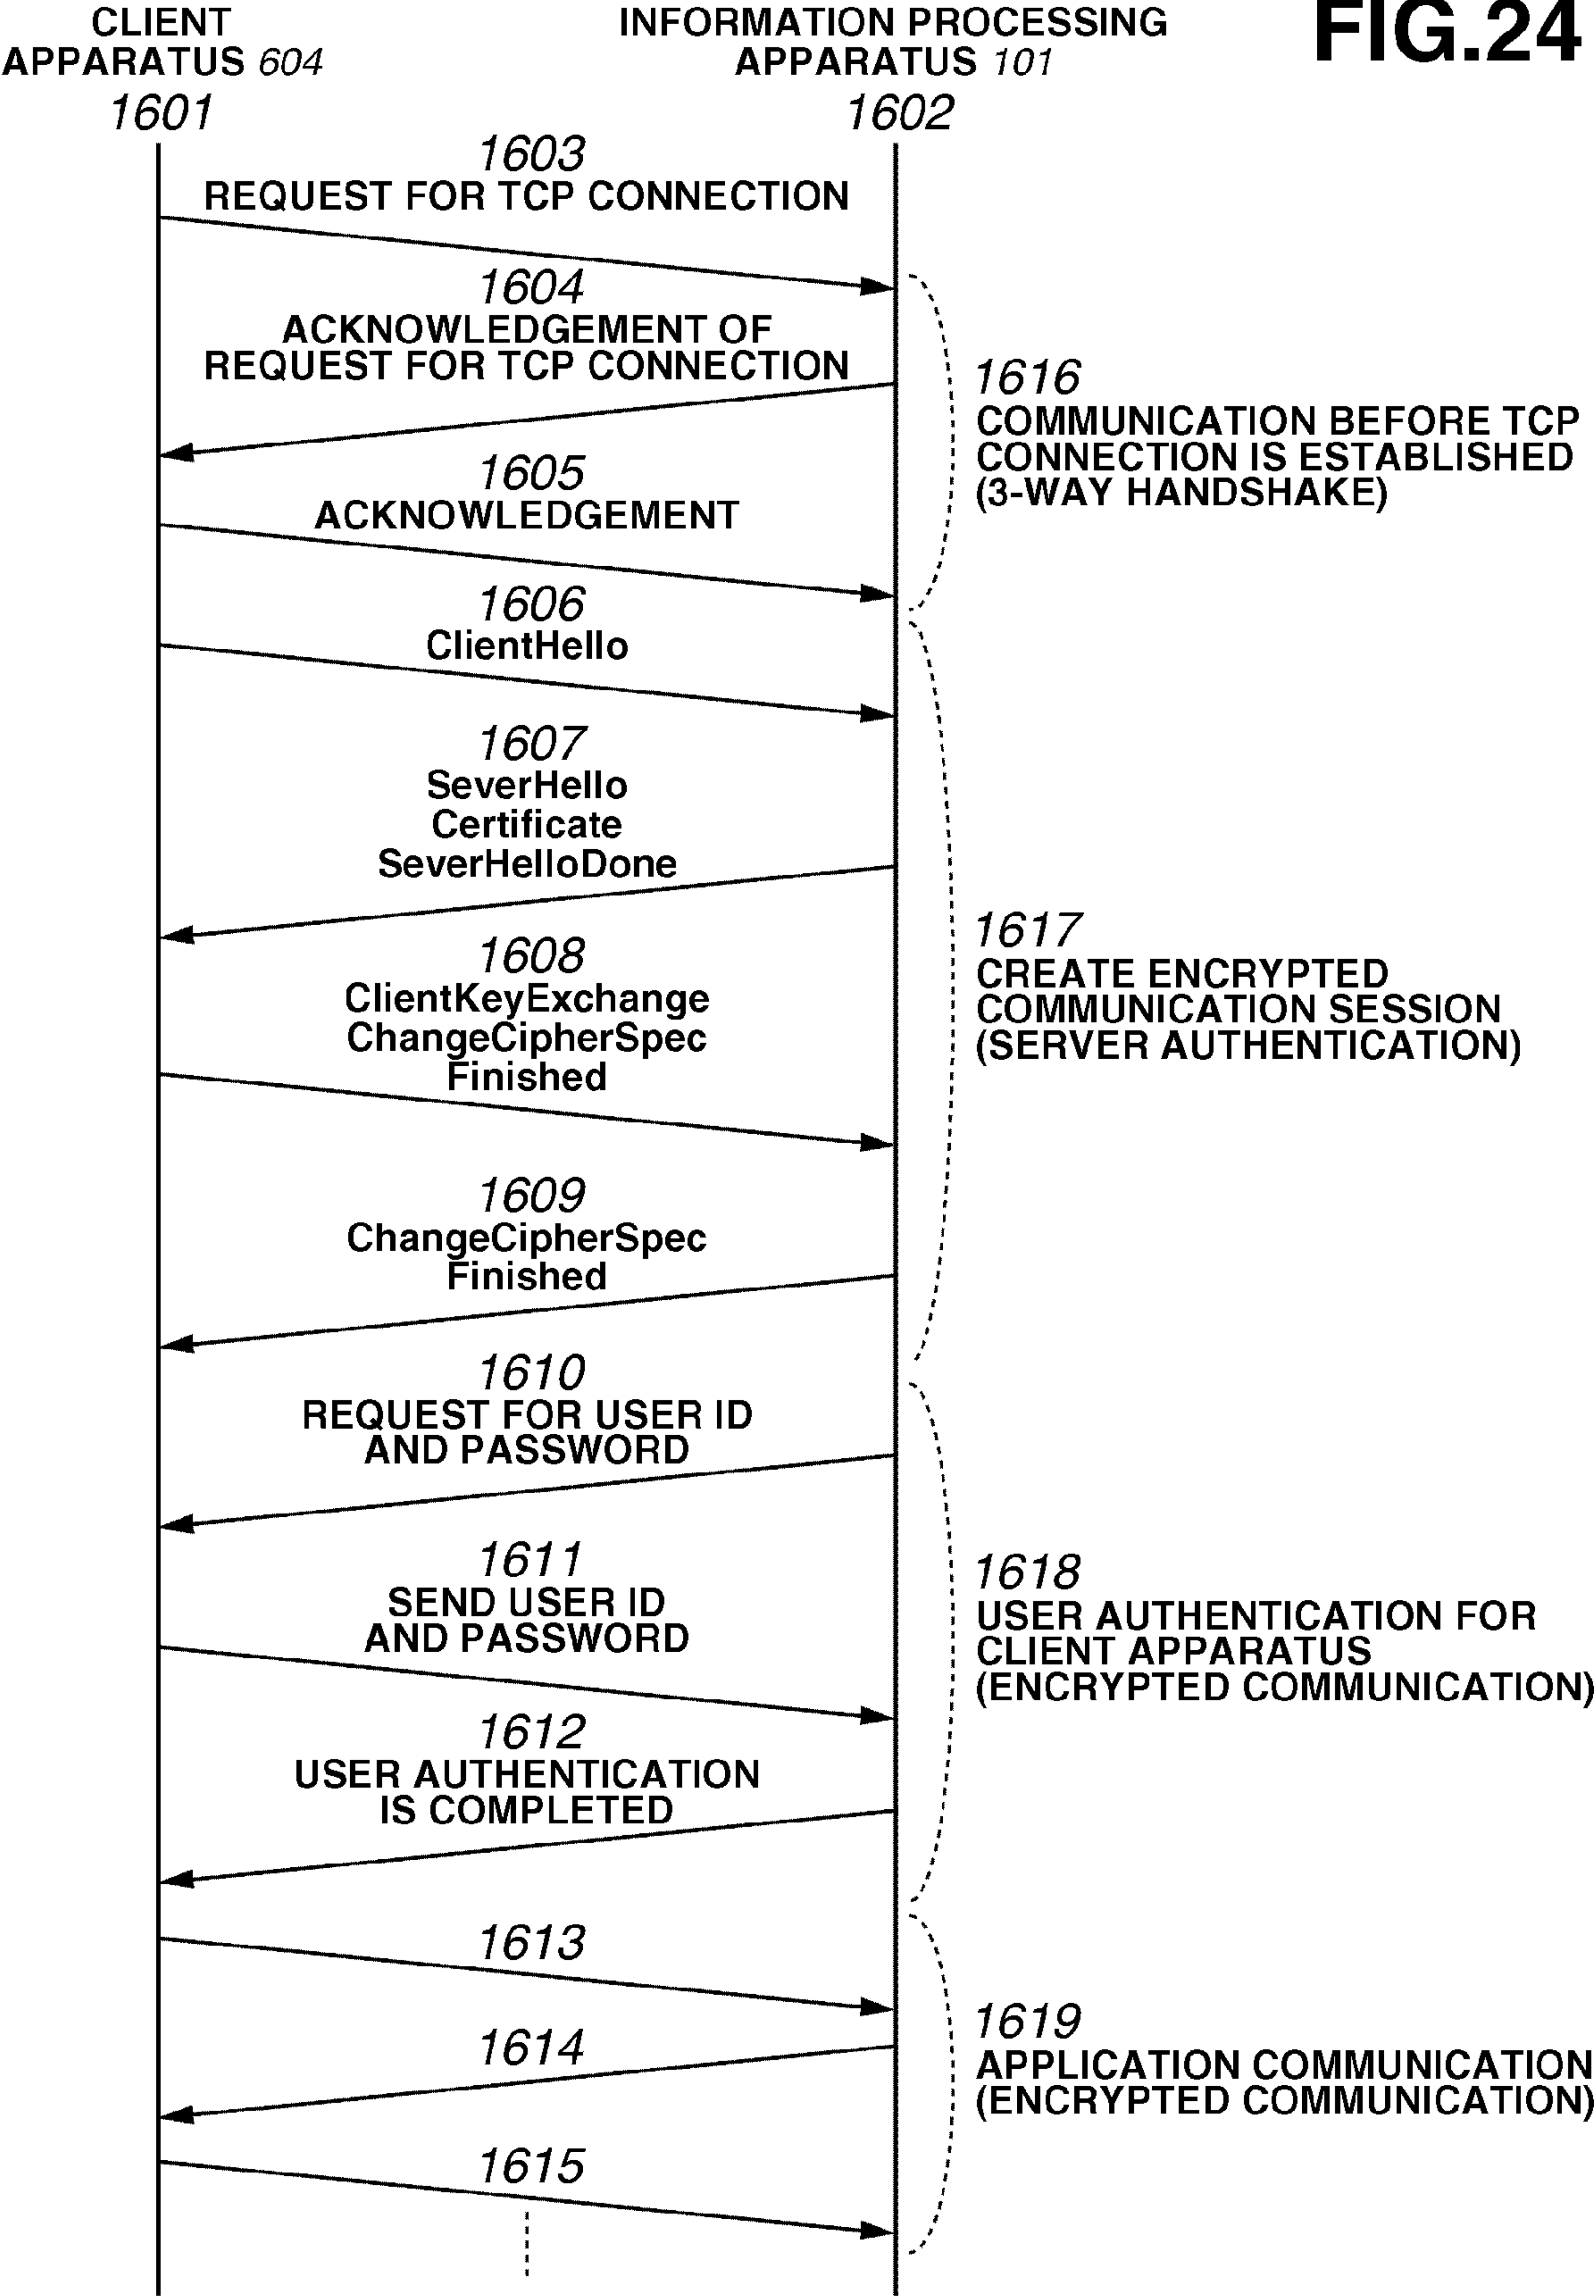 CLIENT
APPARATUS 604
1601
INFORMATION PROCESSING
APPARATUS 101
1602
FIG.24
1603
REQUEST FOR TCP CONNECTION
1604
ACKNOWLEDGEMENT OF
REQUEST FOR TCP CONNECTION
1605
ACKNOWLEDGEMENT
1616
COMMUNICATION BEFORE TCP
CONNECTION IS ESTABLISHED
(3-WAY HANDSHAKE)
1606
ClientHello
1607
SeverHello
Certificate
SeverHelloDone
1608
ClientKeyExchange
ChangeCipherSpec
Finished
1609
ChangeCipherSpec
Finished
1617
CREATE ENCRYPTED
COMMUNICATION SESSION
(SERVER AUTHENTICATION)
1610
REQUEST FOR USER ID
AND PASSWORD
1611
SEND USER ID
AND PASSWORD
1612
USER AUTHENTICATION
IS COMPLETED
1618
USER AUTHENTICATION FOR
CLIENT APPARATUS
(ENCRYPTED COMMUNICATION)
1613
1614
1615
1619
APPLICATION COMMUNICATION
(ENCRYPTED COMMUNICATION)